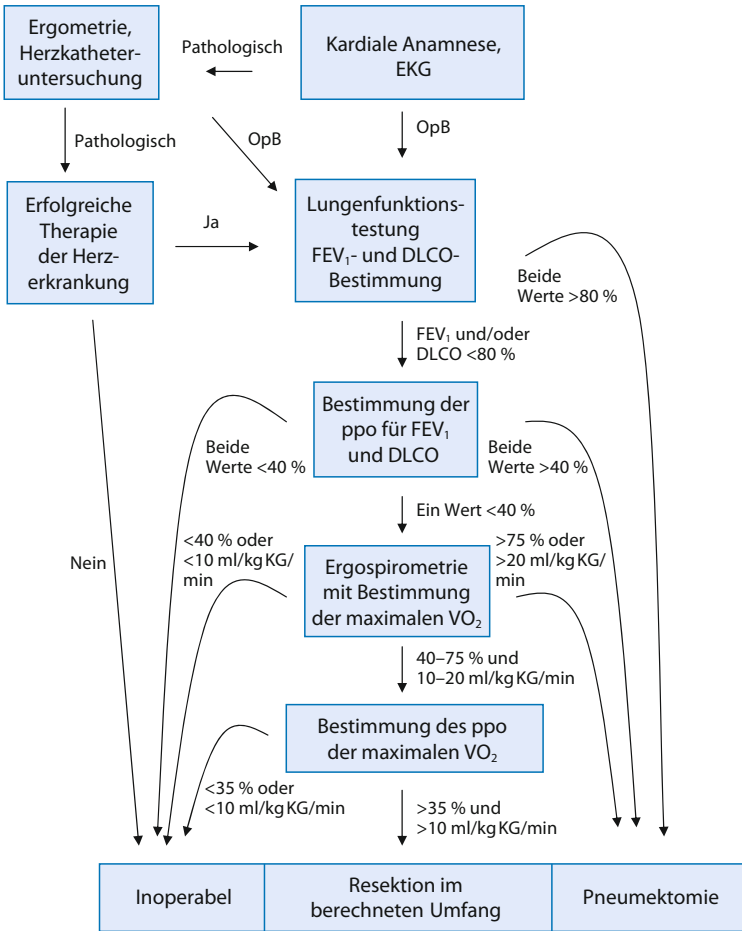 Ergometrie,
Herzkatheter-
untersuchung
Pathologisch
Kardiale Anamnese,
EKG
Pathologisch
OpB
OpB
Erfolgreiche
Therapie
der Herz-
erkrankung
Ja
Lungenfunktions-
testung
FEV₁- und DLCO-
Bestimmung
Beide
Werte >80 %
FEV₁ und/oder
DLCO <80 %
Bestimmung der
ppo für FEV₁
und DLCO
Beide
Werte <40 %
Beide
Werte >40 %
Ein Wert <40 %
Nein
<40 % oder
<10 ml/kg KG/
min
>75 % oder
>20 ml/kg KG/
min
Ergospirometrie
mit Bestimmung
der maximalen VO₂
40–75 % und
10–20 ml/kg KG/min
Bestimmung des ppo
der maximalen VO₂
<35 % oder
<10 ml/kg KG/min
>35 % und
>10 ml/kg KG/min
Inoperabel
Resektion im
berechneten Umfang
Pneumektomie